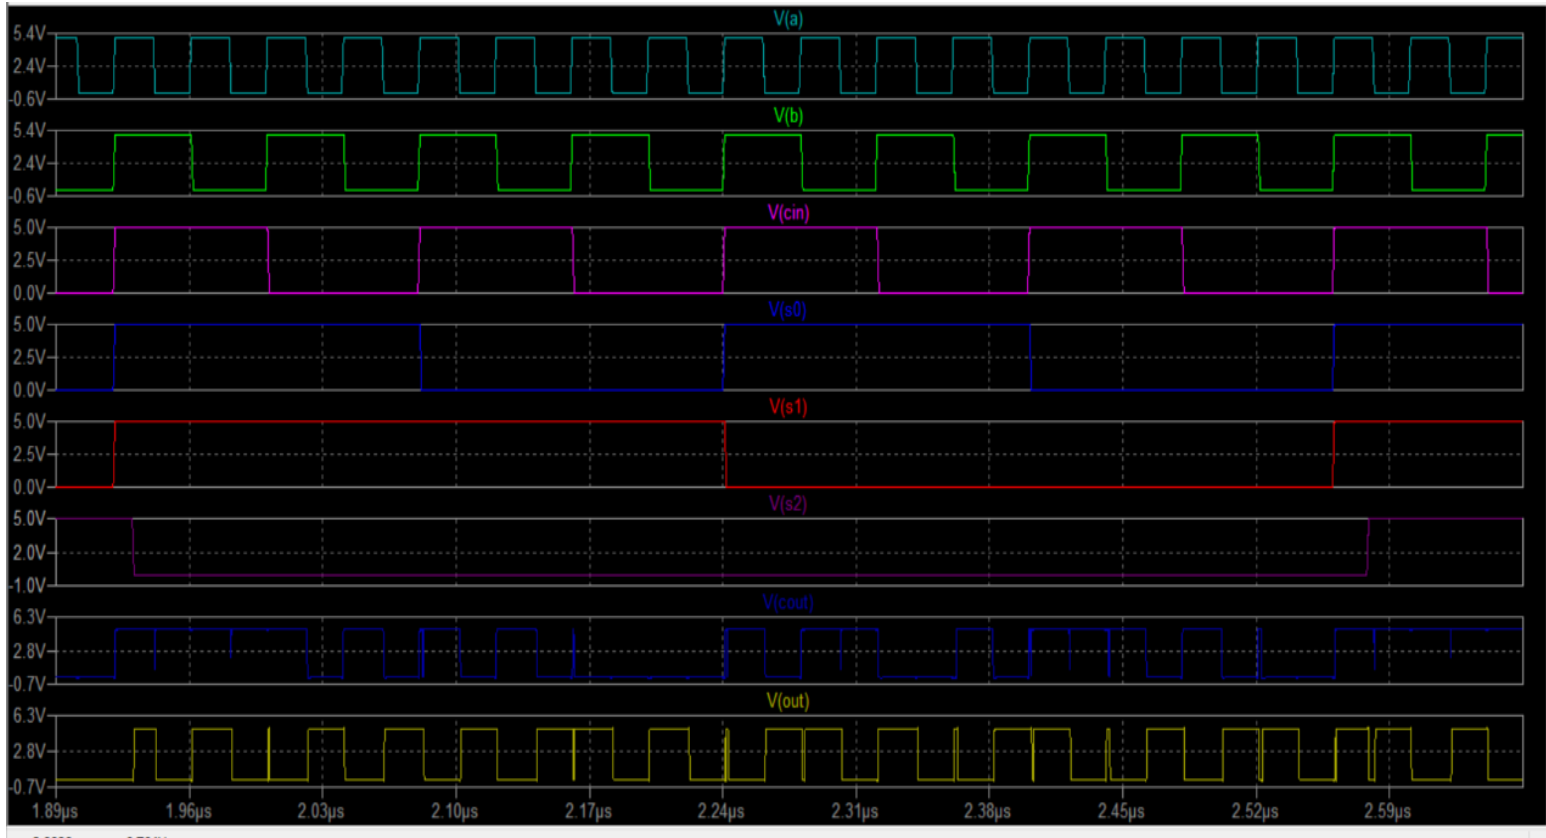 V(a)
5.4V
2.4V
-0.6V
V(b)
5.4V
2.4V
-0.6V
V(cin)
5.0V
2.5V
0.0V
V(s0)
5.0V
2.5V
0.0V
V(s1)
5.0V
2.5V
0.0V
V(s2)
5.0V
2.0V
-1.0V
V(cout)
6.3V
2.8V
-0.7V
V(out)
6.3V
2.8V
-0.7V
1.89µs 1.96µs 2.03µs 2.10µs 2.17µs 2.24µs 2.31µs 2.38µs 2.45µs 2.52µs 2.59µs